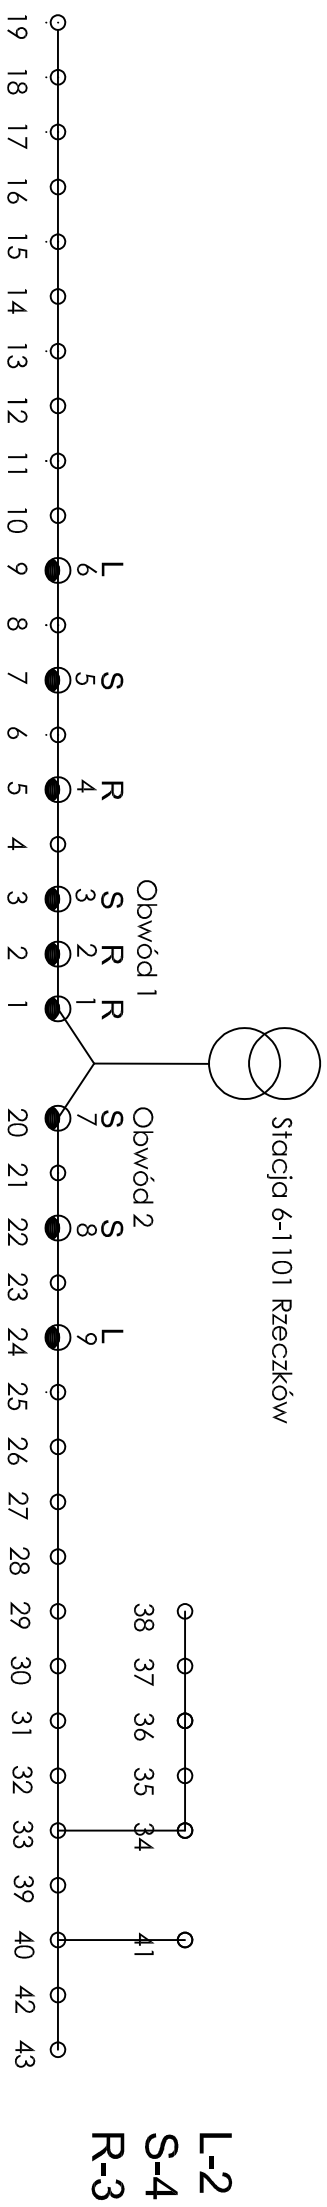 Stacja 6-1101 Rzeczków
Obwód 1 Obwód 2
38 37 36 35 34 41
L S R S R R S S L
6 5 4 3 2 1 7 8 9
19 18 17 16 15 14 13 12 11 10 9 8 7 6 5 4 3 2 1 20 21 22 23 24 25 26 27 28 29 30 31 32 33 39 40 42 43
L-2
S-4
R-3